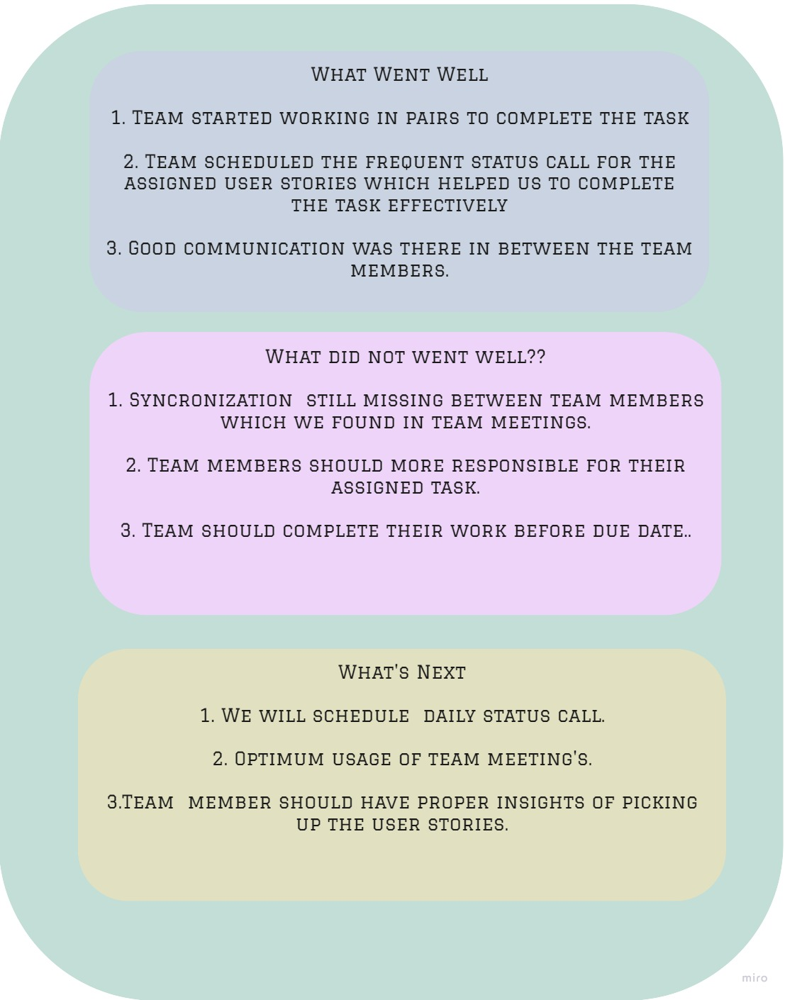 What Went Well
1. Team started working in pairs to complete the task
2. Team scheduled the frequent status call for the
assigned user stories which helped us to complete
the task effectively
3. Good communication was there in between the team
members.
What did not went well??
1. Syncronization  still missing between team members
which we found in team meetings.
2. Team members should more responsible for their
assigned task.
3. Team should complete their work before due date..
What's Next
1. We will schedule  daily status call.
2. Optimum usage of team meeting's.
3.Team  member should have proper insights of picking
up the user stories.
miro